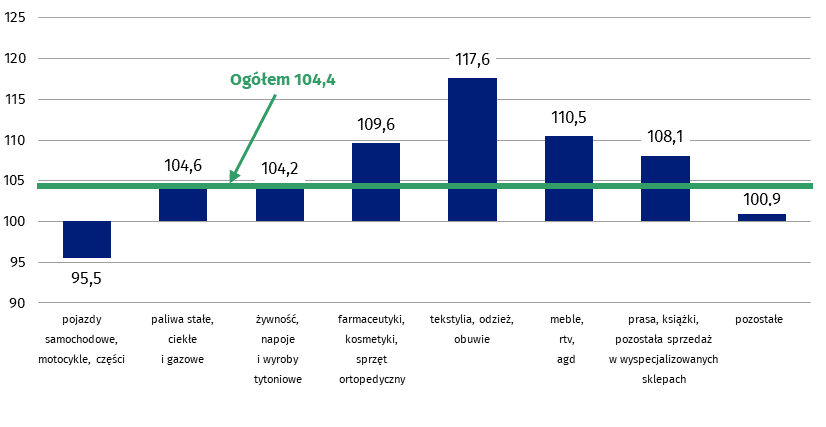 125
120
115
110
105
100
95
90
Ogółem 104,4
95,5
104,6
104,2
109,6
117,6
110,5
108,1
100,9
pojazdy
samochodowe,
motocykle, części
paliwa stałe,
ciekłe
i gazowe
żywność,
napoje
i wyroby
tytoniowe
farmaceutyki,
kosmetyki,
sprzęt
ortopedyczny
tekstylia, odzież,
obuwie
meble,
rtv,
agd
prasa, książki,
pozostała sprzedaż
w wyspecjalizowanych
sklepach
pozostałe